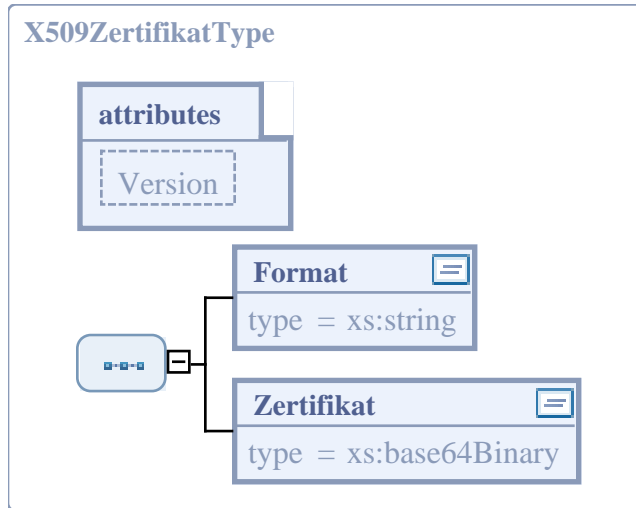 X509ZertifikatType
attributes
Version
Format
type = xs:string
Zertifikat
type = xs:base64Binary